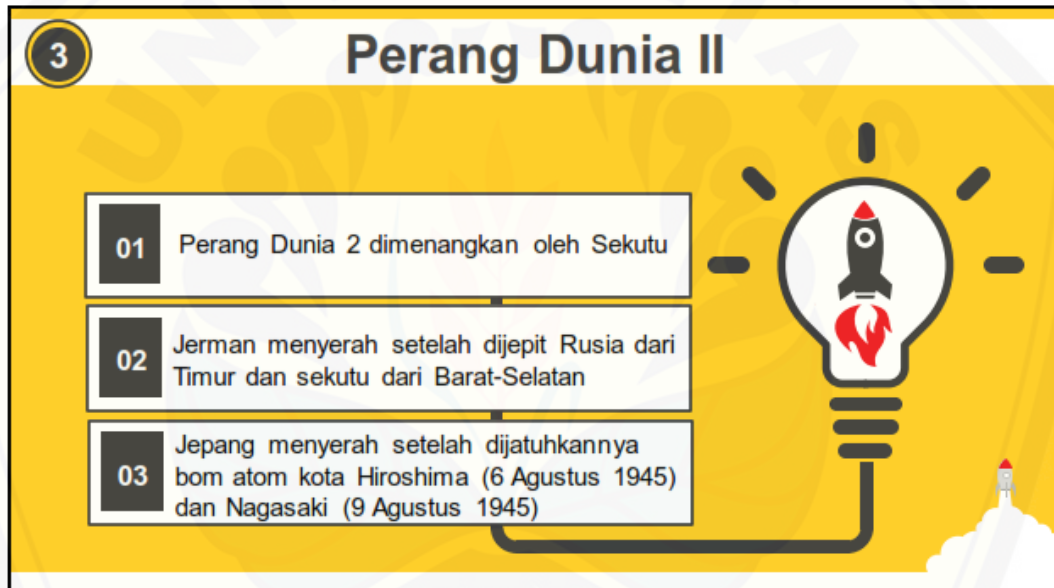 3
Perang Dunia II
01
Perang Dunia 2 dimenangkan oleh Sekutu
02
Jerman menyerah setelah dijepit Rusia dari
Timur dan sekutu dari Barat-Selatan
03
Jepang menyerah setelah dijatuhkannya
bom atom kota Hiroshima (6 Agustus 1945)
dan Nagasaki (9 Agustus 1945)